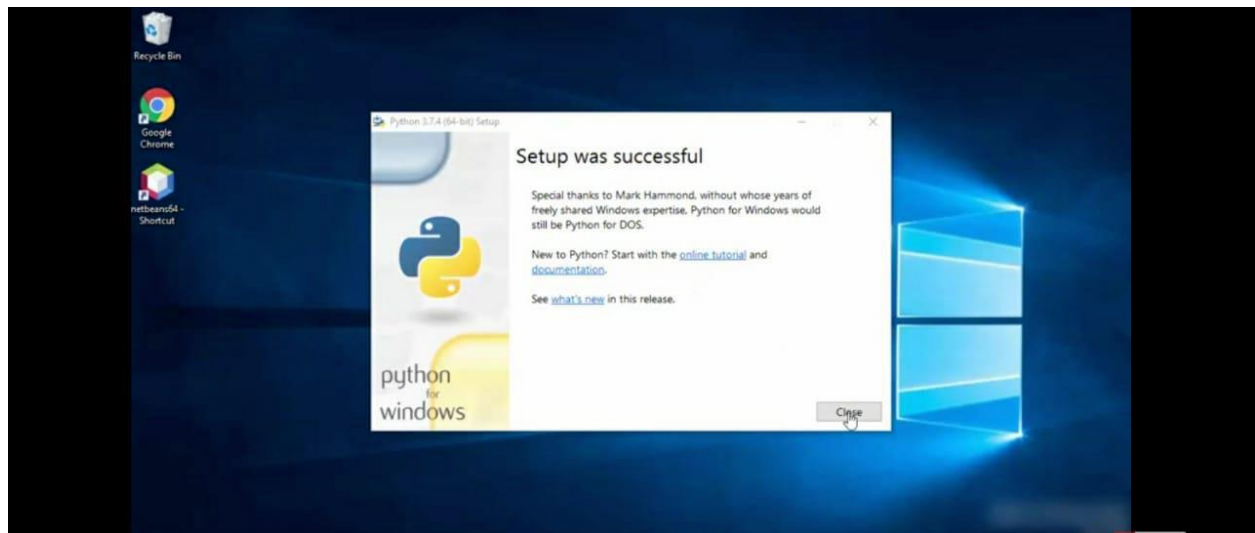 Recycle Bin
Google
Chrome
netbeans64 -
Shortcut
Python 3.7.4 (64-bit) Setup
Setup was successful
Special thanks to Mark Hammond, without whose years of
freely shared Windows expertise, Python for Windows would
still be Python for DOS.
New to Python? Start with the online tutorial and
documentation.
See what's new in this release.
python
for
windows
Close